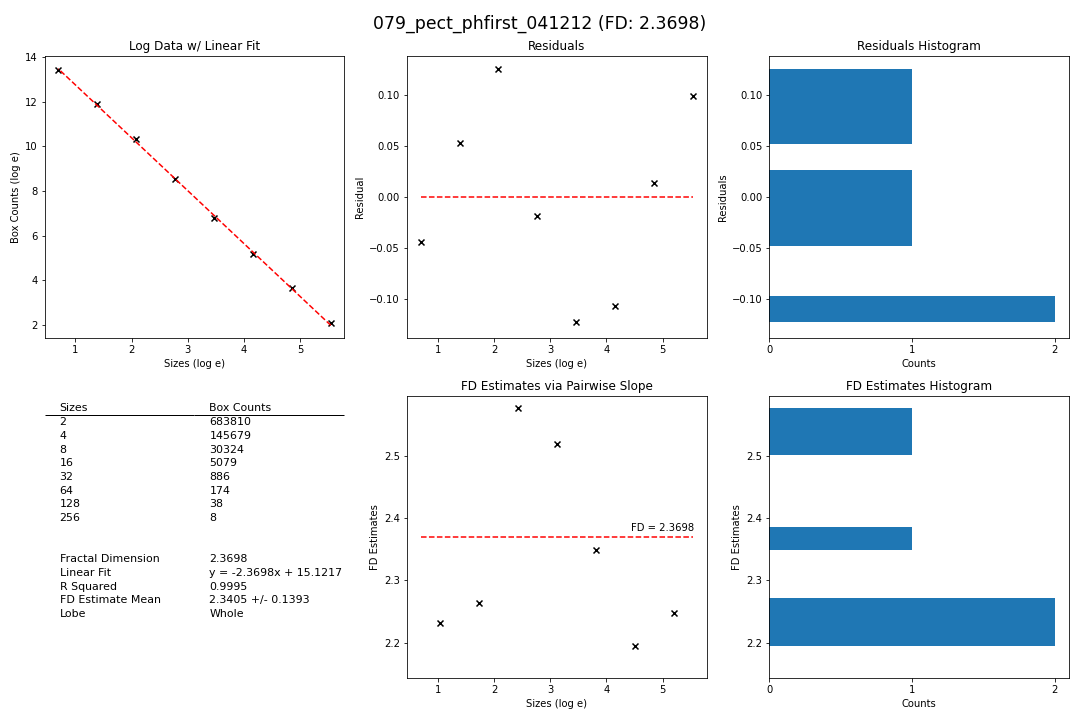 079_pect_phfirst_041212 (FD: 2.3698)
Log Data w/ Linear Fit
14
12
10
8
6
4
2
1 2 3 4 5
Box Counts (log e)
Sizes (log e)
Residuals
0.10
0.05
0.00
−0.05
−0.10
1 2 3 4 5
Residual
Sizes (log e)
Residuals Histogram
0.10
0.05
0.00
−0.05
−0.10
0 1 2
Residuals
Counts
Sizes Box Counts
2 683810
4 145679
8 30324
16 5079
32 886
64 174
128 38
256 8
Fractal Dimension 2.3698
Linear Fit y = -2.3698x + 15.1217
R Squared 0.9995
FD Estimate Mean 2.3405 +/- 0.1393
Lobe Whole
FD Estimates via Pairwise Slope
2.5
2.4
2.3
2.2
FD = 2.3698
1 2 3 4 5
FD Estimates
Sizes (log e)
FD Estimates Histogram
2.5
2.4
2.3
2.2
0 1 2
FD Estimates
Counts